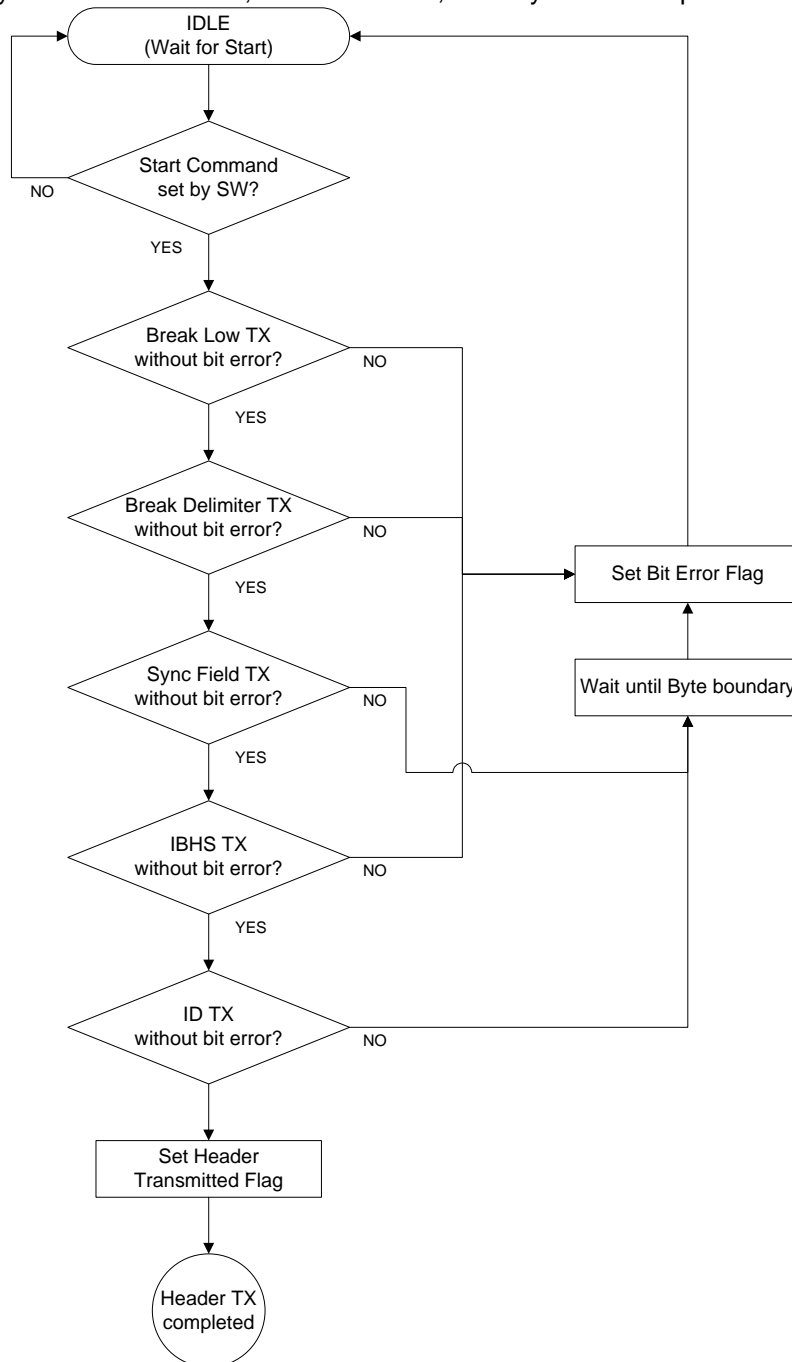 IDLE
(Wait for Start)
Start Command
set by SW?
NO
YES
Break Low TX
without bit error?
NO
YES
Break Delimiter TX
without bit error?
NO
Set Bit Error Flag
YES
Sync Field TX
without bit error?
NO
Wait until Byte boundary
YES
IBHS TX
without bit error?
NO
YES
ID TX
without bit error?
NO
Set Header
Transmitted Flag
Header TX
completed